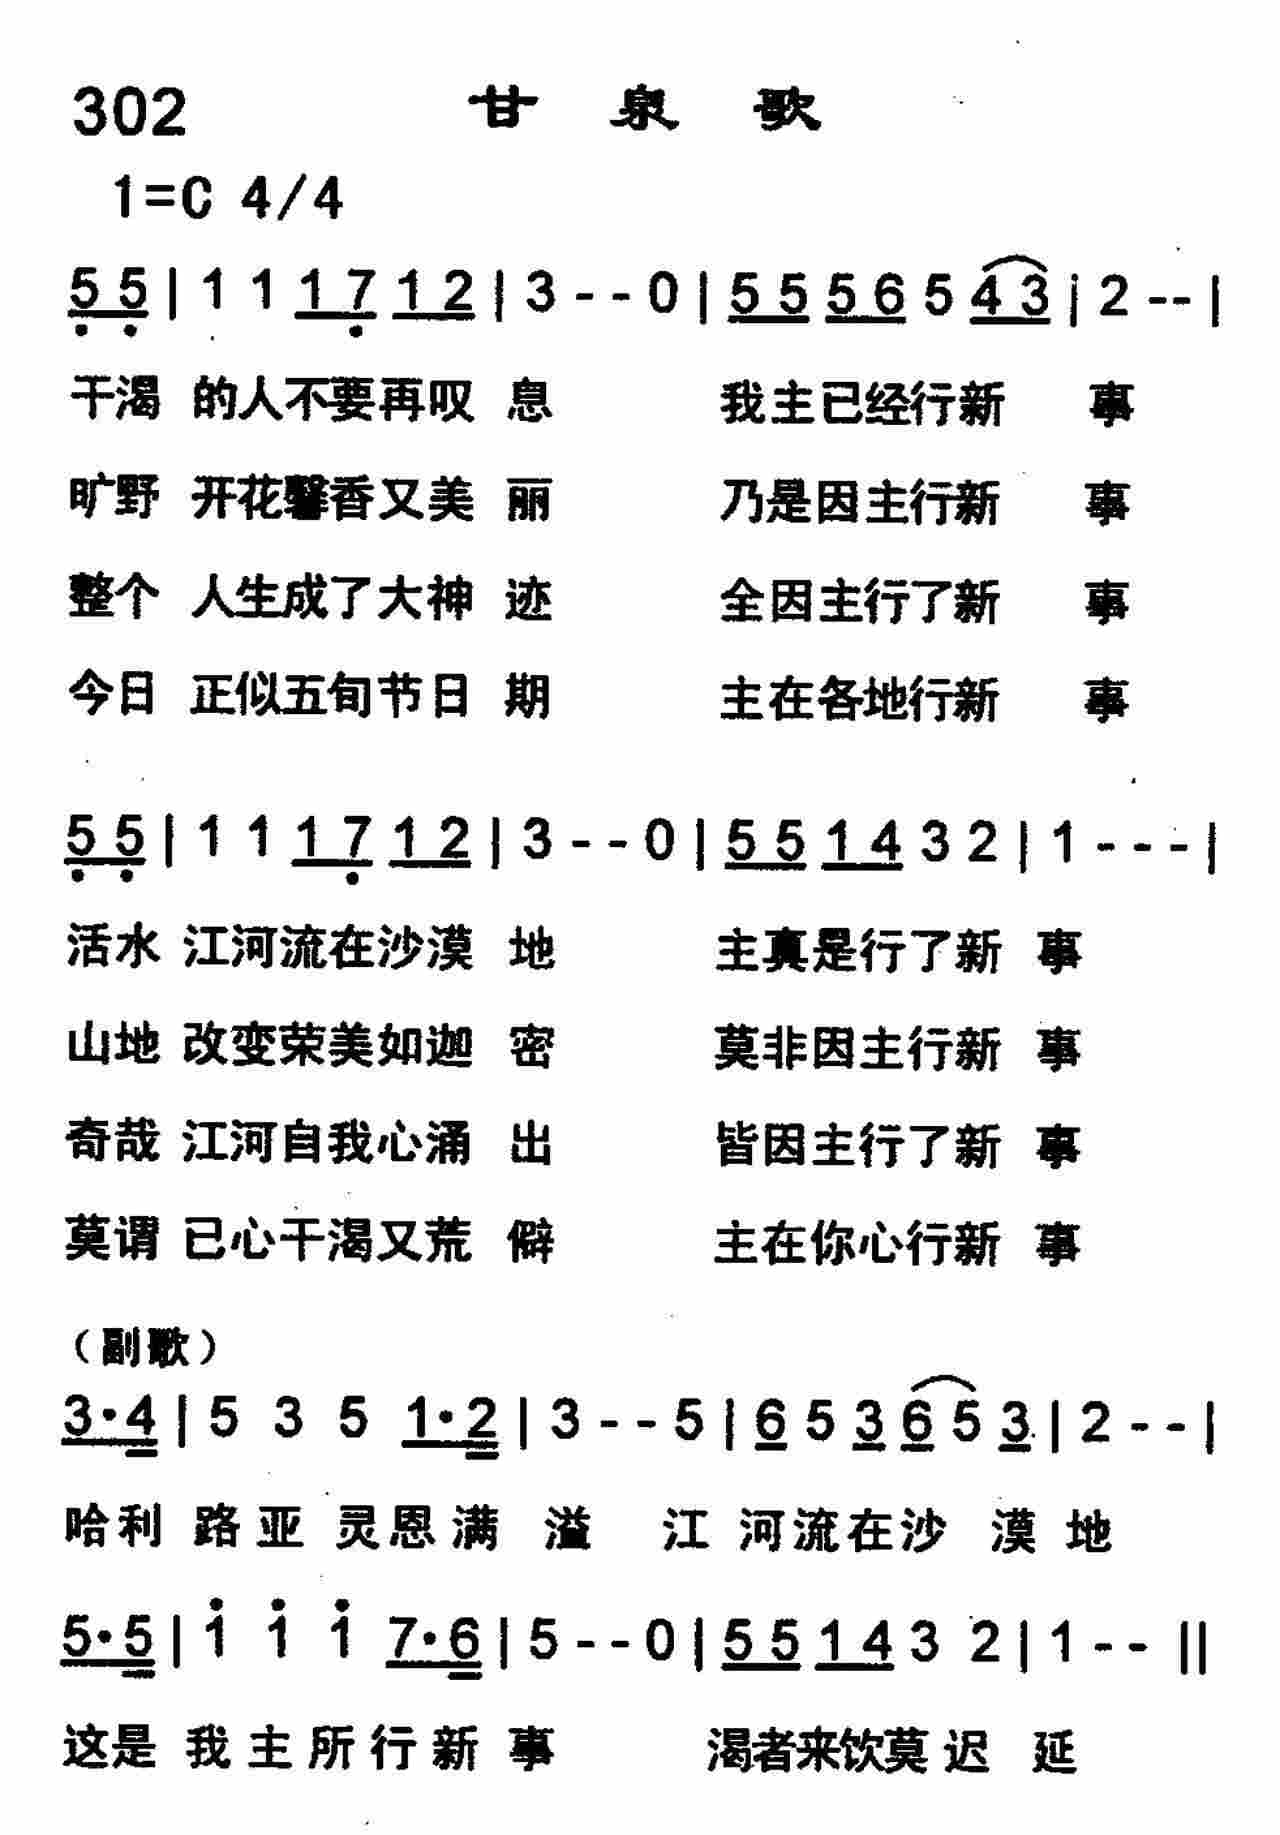 302 甘泉歌
1=C 4/4
5 5 | 1 1 1 7 1 2 | 3 - - 0 | 5 5 5 6 5 4 3 | 2 - - |
干渴 的人不要再叹 息 我主已经行新 事
旷野 开花馨香又美 丽 乃是因主行新 事
整个 人生成了大神 迹 全因主行了新 事
今日 正似五旬节日 期 主在各地行新 事
5 5 | 1 1 1 7 1 2 | 3 - - 0 | 5 5 1 4 3 2 | 1 - - - |
活水 江河流在沙漠 地 主真是行了新 事
山地 改变荣美如迦 密 莫非因主行新 事
奇哉 江河自我心涌 出 皆因主行了新 事
莫谓 已心干渴又荒 僻 主在你心行新 事
（副歌）
3·4 | 5 3 5 1·2 | 3 - - 5 | 6 5 3 6 5 3 | 2 - - |
哈利 路亚 灵恩满 溢 江 河流在沙 漠 地
5·5 | 1 1 1 7·6 | 5 - - 0 | 5 5 1 4 3 2 | 1 - - ||
这是 我主所行新 事 渴者来饮莫迟 延